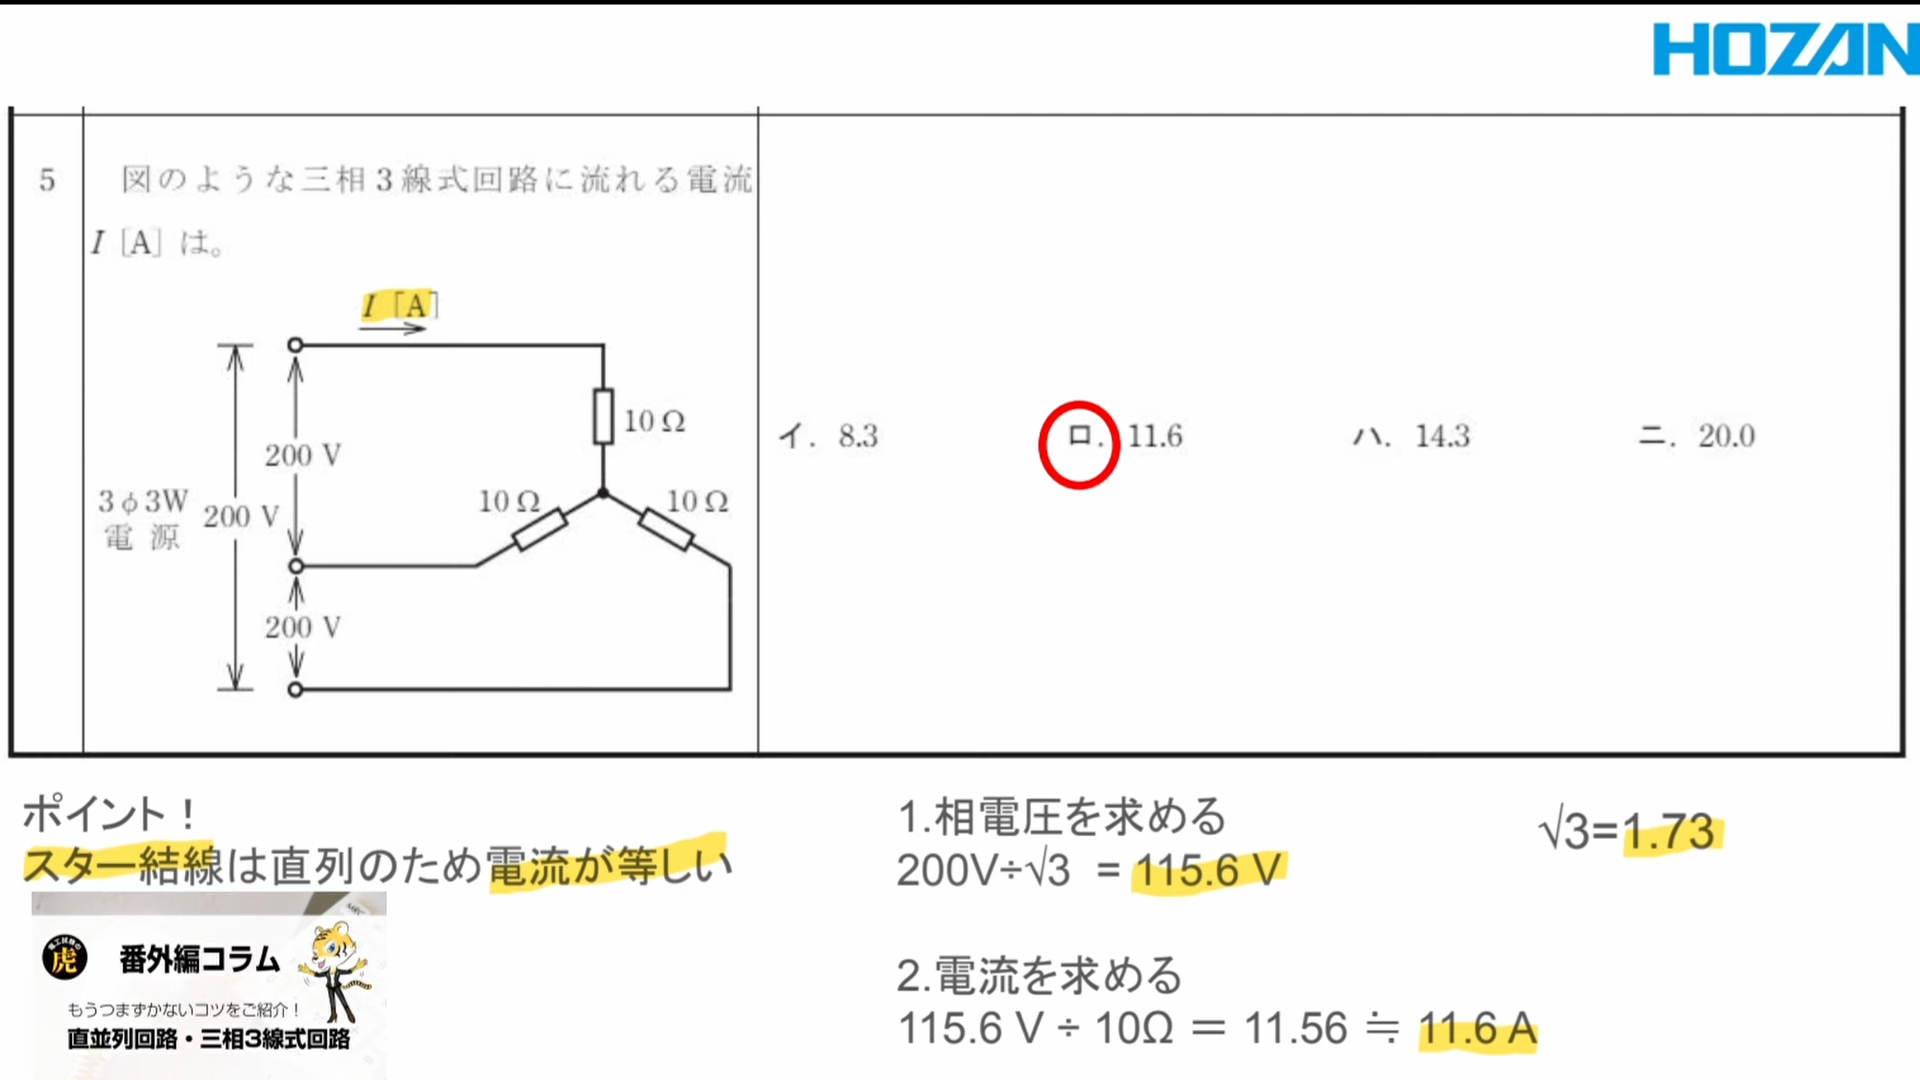 HOZAN
5 図のような三相3線式回路に流れる電流
I [A] は。
I [A]
10 Ω
200 V
10 Ω
10 Ω
3φ3W
電 源
200 V
200 V
イ. 8.3
ロ. 11.6
ハ. 14.3
ニ. 20.0
ポイント！
スター結線は直列のため電流が等しい
虎
番外編コラム
もうつまずかないコツをご紹介！
直並列回路・三相3線式回路
1.相電圧を求める
200V÷√3 = 115.6 V
√3=1.73
2.電流を求める
115.6 V ÷ 10Ω ＝ 11.56 ≒ 11.6 A